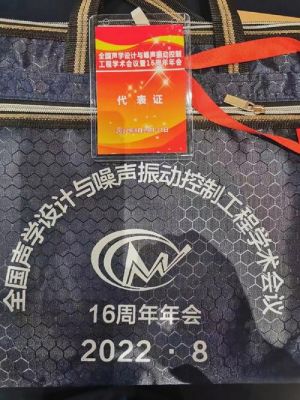 全国声学设计与噪声振动控制
工程学术会议暨16周年年会
代表证
全国声学设计与噪声振动控制工程学术会议
16周年年会
2022·8